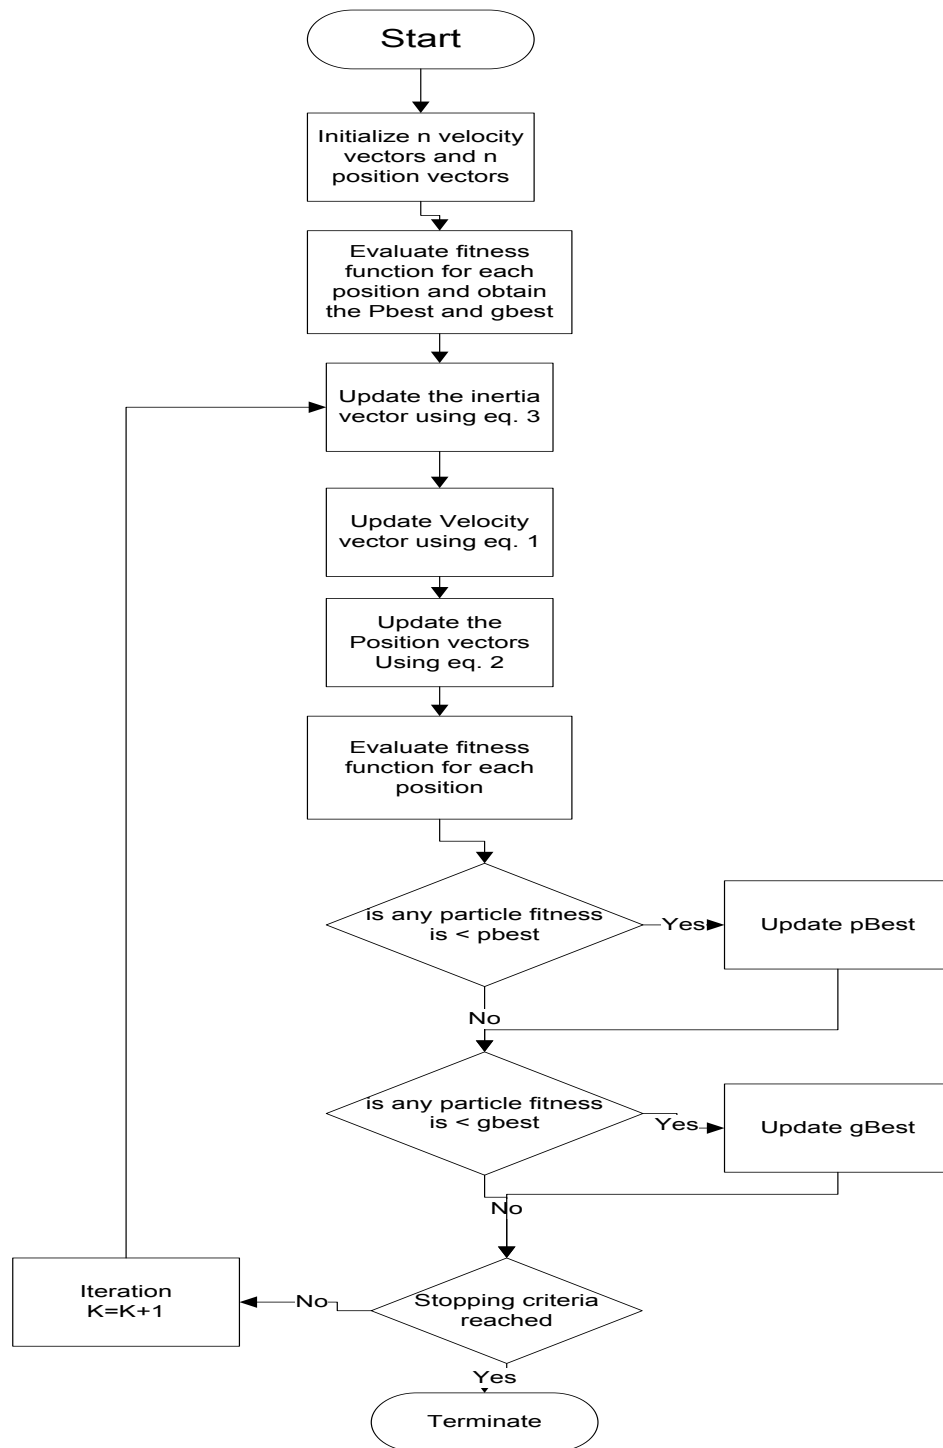 Start
Initialize n velocity
vectors and n
position vectors
Evaluate fitness
function for each
position and obtain
the Pbest and gbest
Update the inertia
vector using eq. 3
Update Velocity
vector using eq. 1
Update the
Position vectors
Using eq. 2
Evaluate fitness
function for each
position
is any particle fitness
is < pbest
Yes
Update pBest
No
is any particle fitness
is < gbest
Yes
Update gBest
No
Stopping criteria
reached
No
Iteration
K=K+1
Yes
Terminate